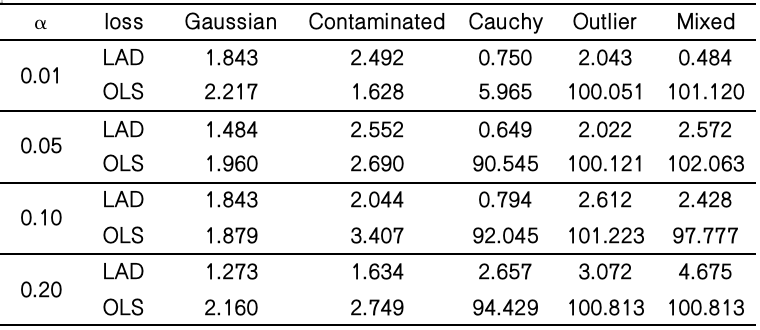 α loss Gaussian Contaminated Cauchy Outlier Mixed
0.01 LAD 1.843 2.492 0.750 2.043 0.484
OLS 2.217 1.628 5.965 100.051 101.120
0.05 LAD 1.484 2.552 0.649 2.022 2.572
OLS 1.960 2.690 90.545 100.121 102.063
0.10 LAD 1.843 2.044 0.794 2.612 2.428
OLS 1.879 3.407 92.045 101.223 97.777
0.20 LAD 1.273 1.634 2.657 3.072 4.675
OLS 2.160 2.749 94.429 100.813 100.813